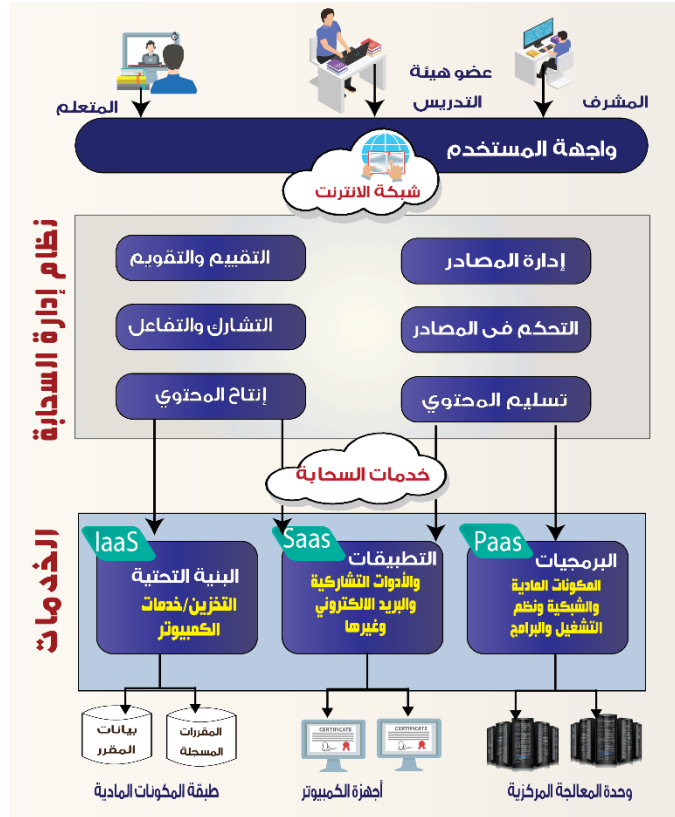 المشرف
عضو هيئة
التدريس
المتعلم
واجهة المستخدم
شبكة الانترنت
نظام إدارة السحابة
إدارة المصادر
التقييم والتقويم
التحكم فى المصادر
التشارك والتفاعل
تسليم المحتوي
إنتاج المحتوي
خدمات السحابة
الخدمات
Paas
البرمجيات
المكونات المادية
والشبكية ونظم
التشغيل والبرامج
Saas
التطبيقات
والأدوات التشاركية
والبريد الالكتروني
وغيرها
IaaS
البنية التحتية
التخزين/خدمات
الكمبيوتر
CERTIFICATE
CERTIFICATE
المقررات
المسجلة
بيانات
المقرر
وحدة المعالجة المركزية
أجهزة الكمبيوتر
طبقة المكونات المادية